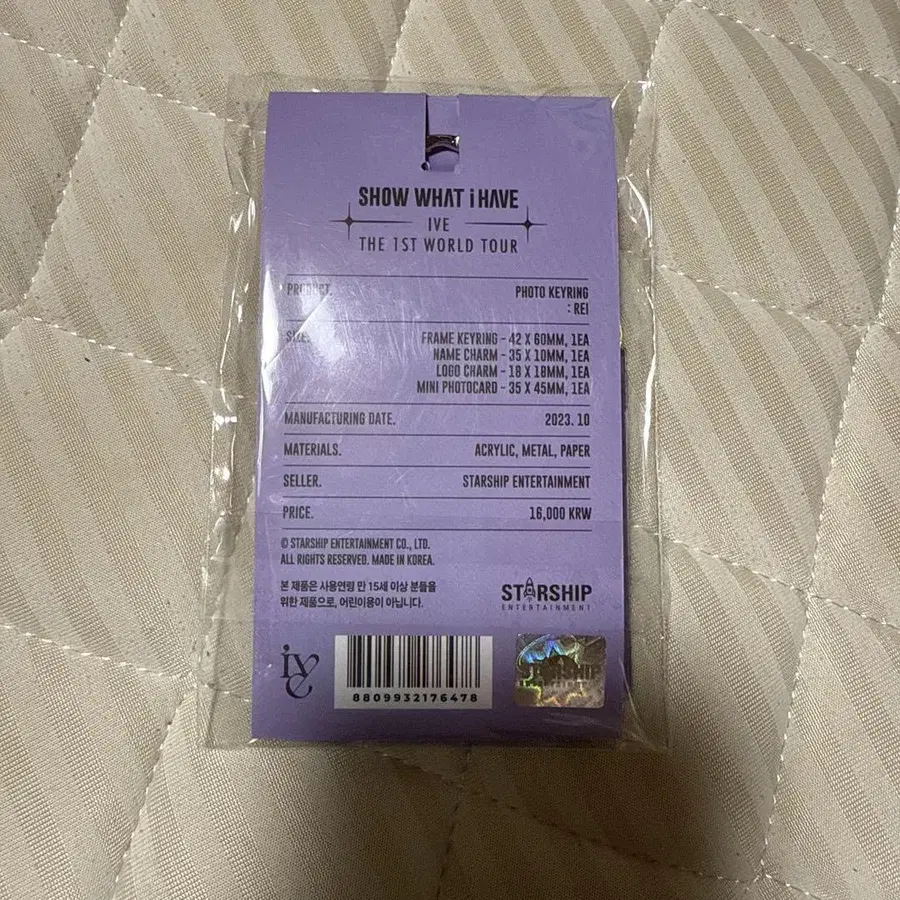 SHOW WHAT i HAVE
IVE
THE 1ST WORLD TOUR
PRODUCT.
PHOTO KEYRING
: REI
SIZE.
FRAME KEYRING - 42 X 60MM, 1EA
NAME CHARM - 35 X 10MM, 1EA
LOGO CHARM - 18 X 18MM, 1EA
MINI PHOTOCARD - 35 X 45MM, 1EA
MANUFACTURING DATE. 2023. 10
MATERIALS. ACRYLIC, METAL, PAPER
SELLER. STARSHIP ENTERTAINMENT
PRICE. 16,000 KRW
© STARSHIP ENTERTAINMENT CO., LTD.
ALL RIGHTS RESERVED. MADE IN KOREA.
본 제품은 사용연령 만 15세 이상 분들을
위한 제품으로, 어린이용이 아닙니다.
STARSHIP
ENTERTAINMENT
ive
8809932176478
STARSHIP